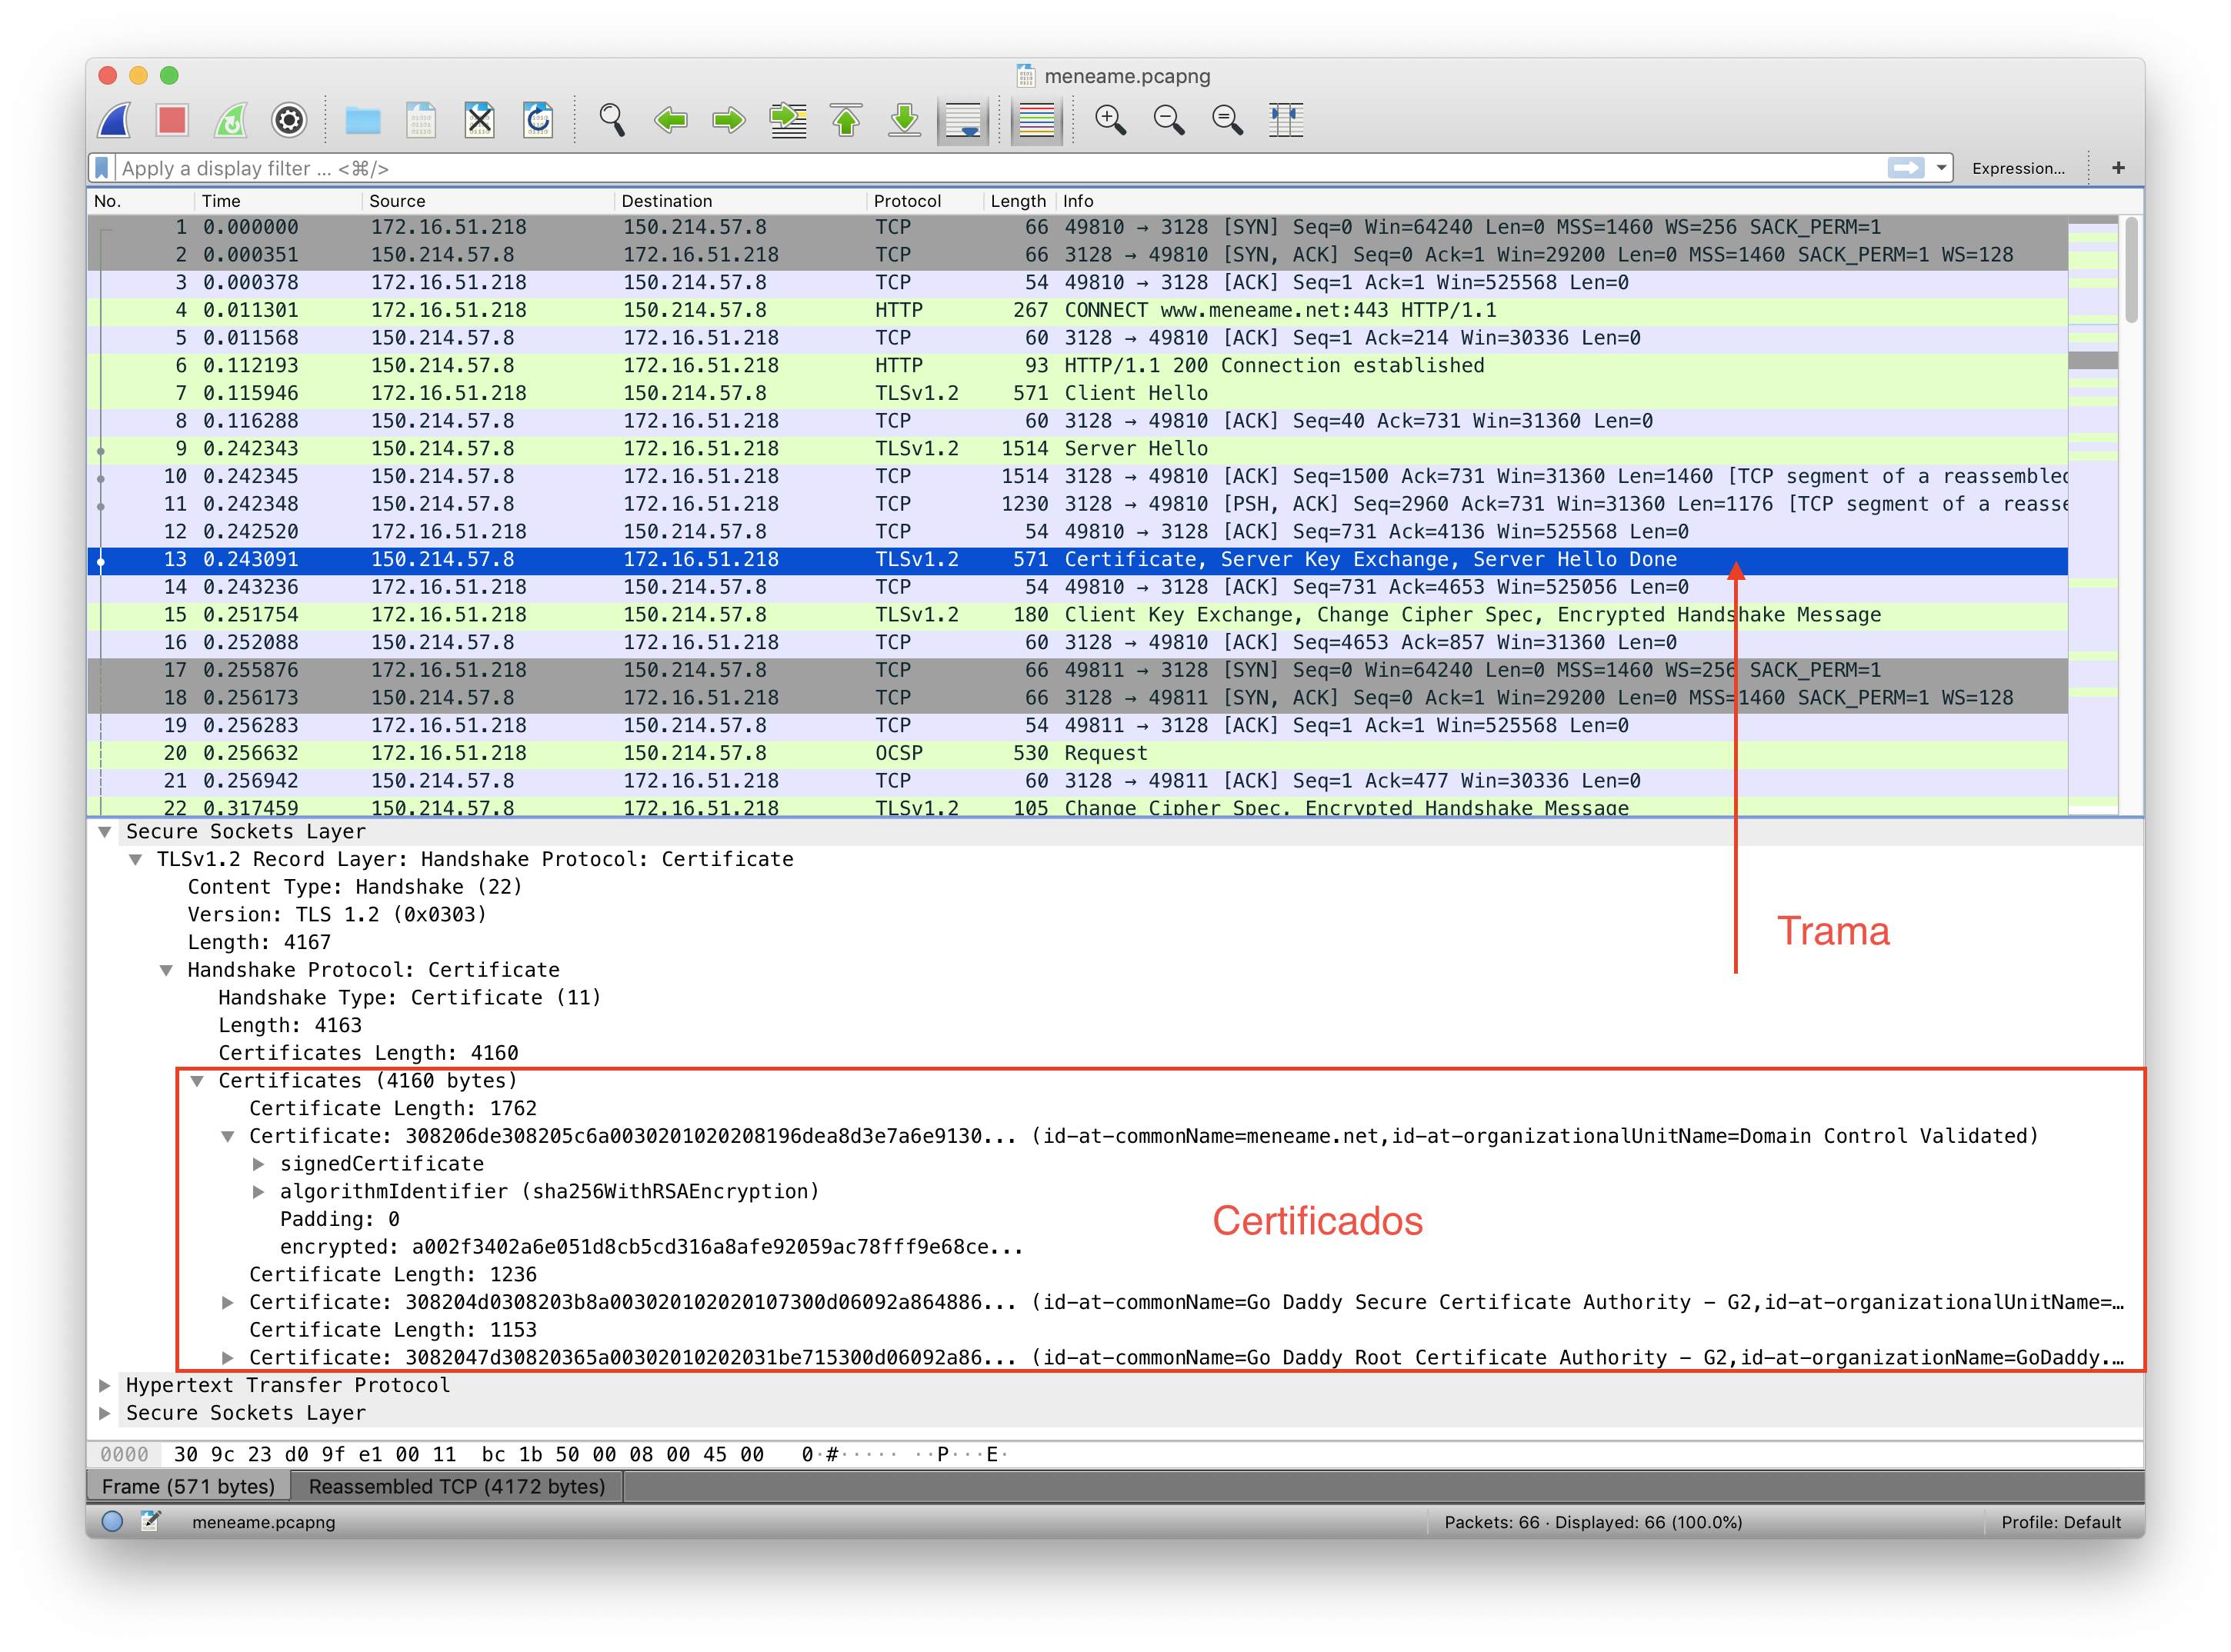 meneame.pcapng
Apply a display filter ... <⌘/>
Expression...
+
No. Time Source Destination Protocol Length Info
1 0.000000 172.16.51.218 150.214.57.8 TCP 66 49810 → 3128 [SYN] Seq=0 Win=64240 Len=0 MSS=1460 WS=256 SACK_PERM=1
2 0.000351 150.214.57.8 172.16.51.218 TCP 66 3128 → 49810 [SYN, ACK] Seq=0 Ack=1 Win=29200 Len=0 MSS=1460 SACK_PERM=1 WS=128
3 0.000378 172.16.51.218 150.214.57.8 TCP 54 49810 → 3128 [ACK] Seq=1 Ack=1 Win=525568 Len=0
4 0.011301 172.16.51.218 150.214.57.8 HTTP 267 CONNECT www.meneame.net:443 HTTP/1.1
5 0.011568 150.214.57.8 172.16.51.218 TCP 60 3128 → 49810 [ACK] Seq=1 Ack=214 Win=30336 Len=0
6 0.112193 150.214.57.8 172.16.51.218 HTTP 93 HTTP/1.1 200 Connection established
7 0.115946 172.16.51.218 150.214.57.8 TLSv1.2 571 Client Hello
8 0.116288 150.214.57.8 172.16.51.218 TCP 60 3128 → 49810 [ACK] Seq=40 Ack=731 Win=31360 Len=0
9 0.242343 150.214.57.8 172.16.51.218 TLSv1.2 1514 Server Hello
10 0.242345 150.214.57.8 172.16.51.218 TCP 1514 3128 → 49810 [ACK] Seq=1500 Ack=731 Win=31360 Len=1460 [TCP segment of a reassembled
11 0.242348 150.214.57.8 172.16.51.218 TCP 1230 3128 → 49810 [PSH, ACK] Seq=2960 Ack=731 Win=31360 Len=1176 [TCP segment of a reasse
12 0.242520 172.16.51.218 150.214.57.8 TCP 54 49810 → 3128 [ACK] Seq=731 Ack=4136 Win=525568 Len=0
13 0.243091 150.214.57.8 172.16.51.218 TLSv1.2 571 Certificate, Server Key Exchange, Server Hello Done
14 0.243236 172.16.51.218 150.214.57.8 TCP 54 49810 → 3128 [ACK] Seq=731 Ack=4653 Win=525056 Len=0
15 0.251754 172.16.51.218 150.214.57.8 TLSv1.2 180 Client Key Exchange, Change Cipher Spec, Encrypted Handshake Message
16 0.252088 150.214.57.8 172.16.51.218 TCP 60 3128 → 49810 [ACK] Seq=4653 Ack=857 Win=31360 Len=0
17 0.255876 172.16.51.218 150.214.57.8 TCP 66 49811 → 3128 [SYN] Seq=0 Win=64240 Len=0 MSS=1460 WS=256 SACK_PERM=1
18 0.256173 150.214.57.8 172.16.51.218 TCP 66 3128 → 49811 [SYN, ACK] Seq=0 Ack=1 Win=29200 Len=0 MSS=1460 SACK_PERM=1 WS=128
19 0.256283 172.16.51.218 150.214.57.8 TCP 54 49811 → 3128 [ACK] Seq=1 Ack=1 Win=525568 Len=0
20 0.256632 172.16.51.218 150.214.57.8 OCSP 530 Request
21 0.256942 150.214.57.8 172.16.51.218 TCP 60 3128 → 49811 [ACK] Seq=1 Ack=477 Win=30336 Len=0
22 0.317459 150.214.57.8 172.16.51.218 TLSv1.2 105 Change Cipher Spec, Encrypted Handshake Message
Secure Sockets Layer
TLSv1.2 Record Layer: Handshake Protocol: Certificate
Content Type: Handshake (22)
Version: TLS 1.2 (0x0303)
Trama
Length: 4167
Handshake Protocol: Certificate
Handshake Type: Certificate (11)
Length: 4163
Certificates Length: 4160
Certificates (4160 bytes)
Certificate Length: 1762
Certificate: 308206de308205c6a0030201020208196dea8d3e7a6e9130... (id-at-commonName=meneame.net,id-at-organizationalUnitName=Domain Control Validated)
signedCertificate
algorithmIdentifier (sha256WithRSAEncryption)
Padding: 0
Certificados
encrypted: a002f3402a6e051d8cb5cd316a8afe92059ac78fff9e68ce...
Certificate Length: 1236
Certificate: 308204d0308203b8a003020102020107300d06092a864886... (id-at-commonName=Go Daddy Secure Certificate Authority - G2,id-at-organizationalUnitName=…
Certificate Length: 1153
Certificate: 3082047d30820365a00302010202031be715300d06092a86... (id-at-commonName=Go Daddy Root Certificate Authority - G2,id-at-organizationName=GoDaddy.…
Hypertext Transfer Protocol
Secure Sockets Layer
0000 30 9c 23 d0 9f e1 00 11 bc 1b 50 00 08 00 45 00 0·#····· ··P···E·
Frame (571 bytes) Reassembled TCP (4172 bytes)
meneame.pcapng Packets: 66 · Displayed: 66 (100.0%) Profile: Default